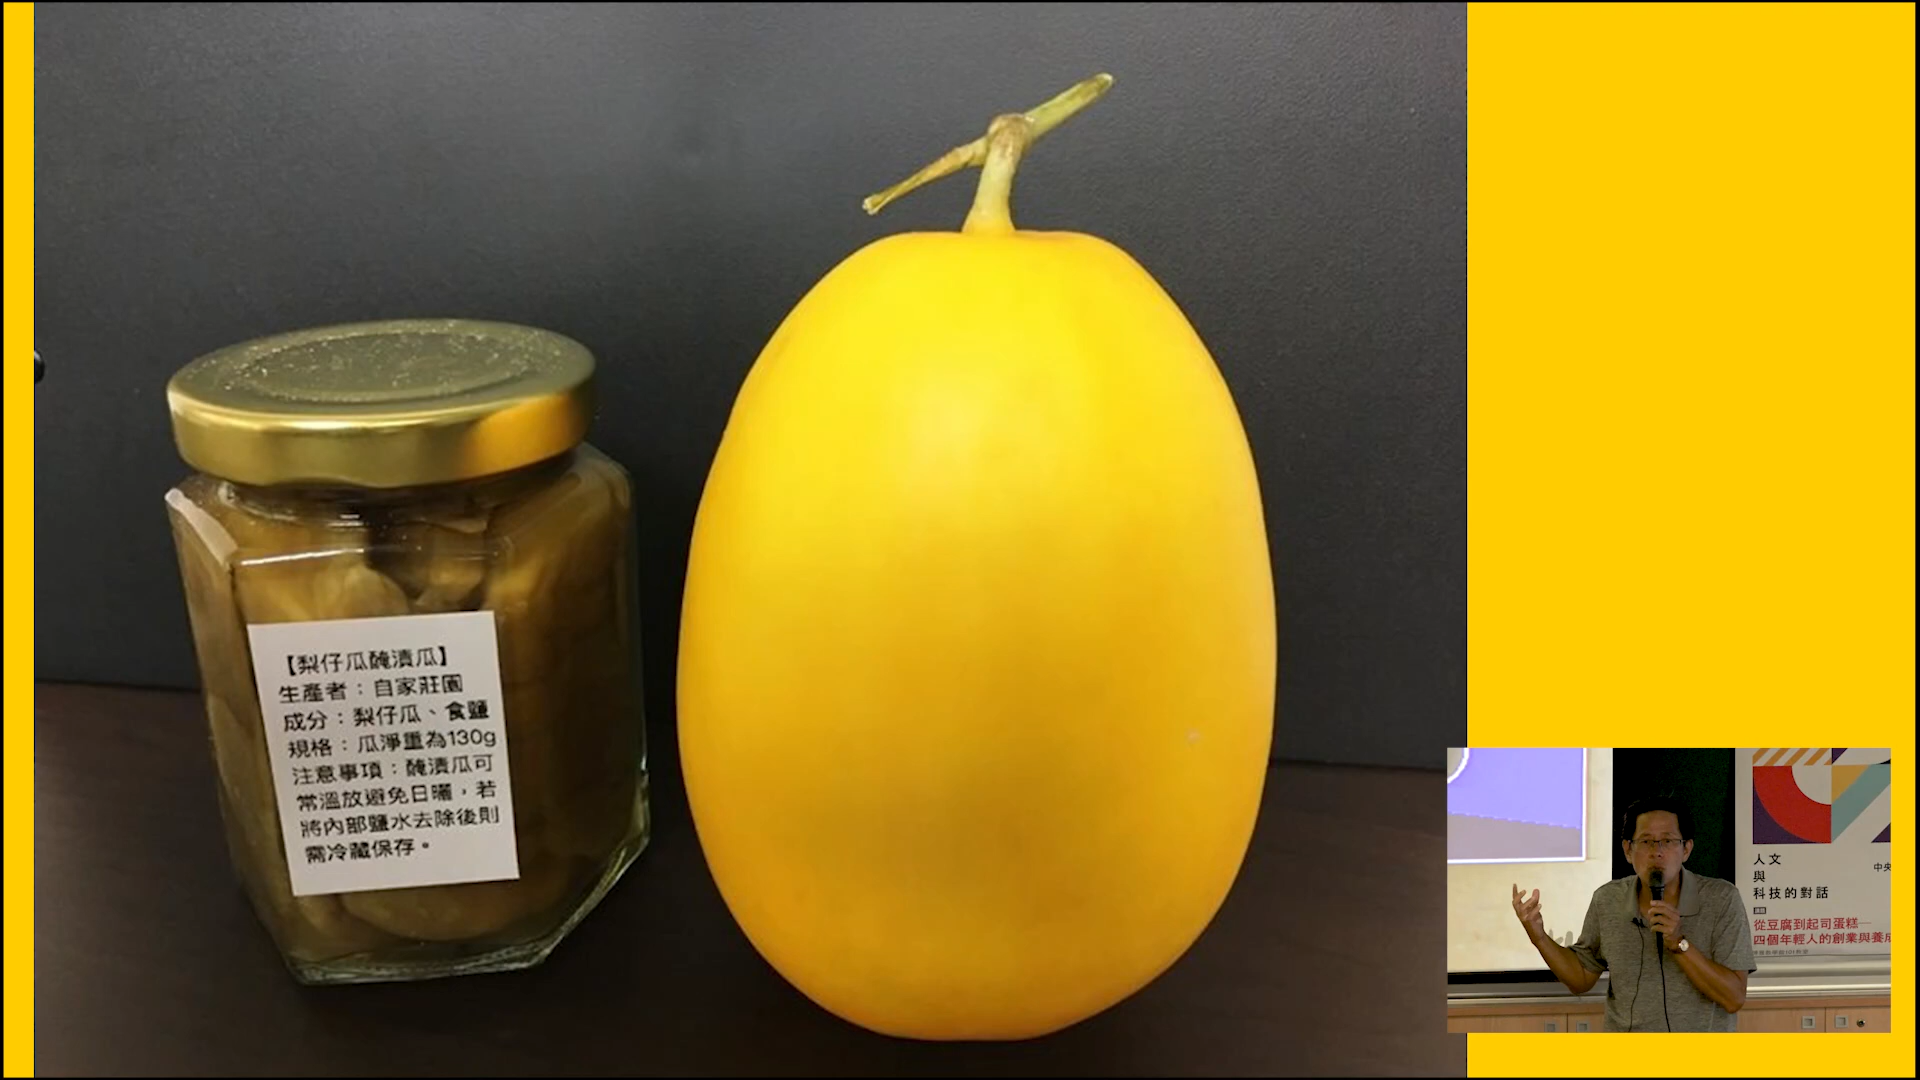 【梨仔瓜醃漬瓜】
生產者：自家莊園
成分：梨仔瓜、食鹽
規格：瓜淨重為130g
注意事項：醃漬瓜可
常溫放避免日曬，若
將內部鹽水去除後則
需冷藏保存。
人文
與
科技的對話
中央
從豆腐到起司蛋糕—
四個年輕人的創業與養成